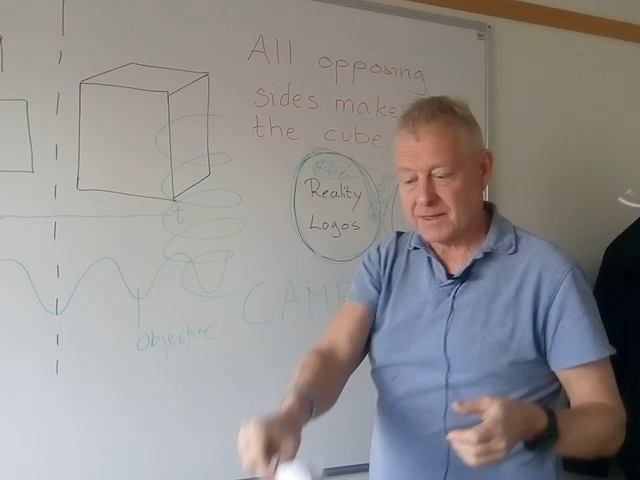 All opposing
sides make
the cube
Reality
Logos
t
Objective